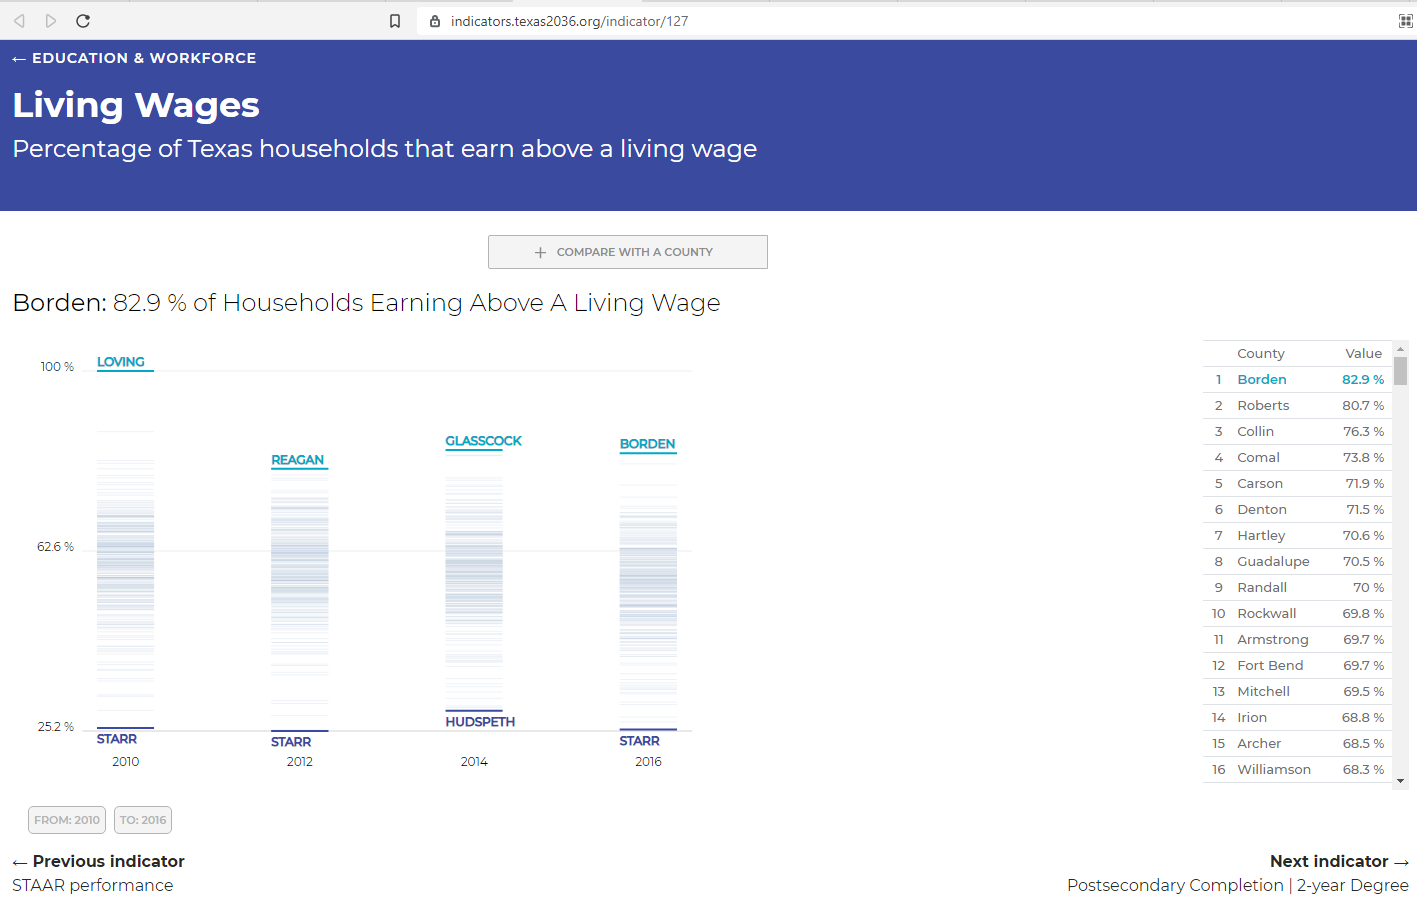 indicators.texas2036.org/indicator/127
← EDUCATION & WORKFORCE
Living Wages
Percentage of Texas households that earn above a living wage
+ COMPARE WITH A COUNTY
Borden: 82.9 % of Households Earning Above A Living Wage
100 %
62.6 %
25.2 %
LOVING
STARR
2010
REAGAN
STARR
2012
GLASSCOCK
HUDSPETH
2014
BORDEN
STARR
2016
County Value
1 Borden 82.9 %
2 Roberts 80.7 %
3 Collin 76.3 %
4 Comal 73.8 %
5 Carson 71.9 %
6 Denton 71.5 %
7 Hartley 70.6 %
8 Guadalupe 70.5 %
9 Randall 70 %
10 Rockwall 69.8 %
11 Armstrong 69.7 %
12 Fort Bend 69.7 %
13 Mitchell 69.5 %
14 Irion 68.8 %
15 Archer 68.5 %
16 Williamson 68.3 %
FROM: 2010 TO: 2016
← Previous indicator
STAAR performance
Next indicator →
Postsecondary Completion | 2-year Degree